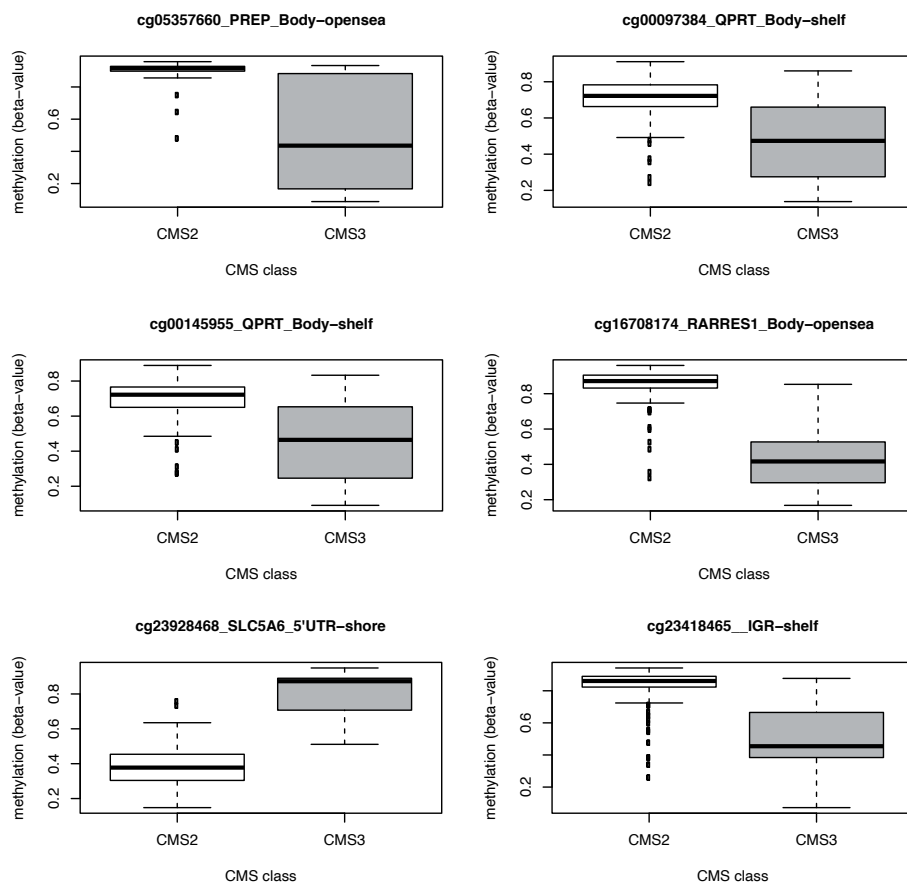 cg05357660_PREP_Body−opensea
methylation (beta−value)
0.6
0.2
CMS2
CMS3
CMS class
cg00097384_QPRT_Body−shelf
methylation (beta−value)
0.8
0.6
0.4
0.2
CMS2
CMS3
CMS class
cg00145955_QPRT_Body−shelf
methylation (beta−value)
0.8
0.6
0.4
0.2
CMS2
CMS3
CMS class
cg16708174_RARRES1_Body−opensea
methylation (beta−value)
0.8
0.6
0.4
0.2
CMS2
CMS3
CMS class
cg23928468_SLC5A6_5'UTR−shore
methylation (beta−value)
0.8
0.6
0.4
0.2
CMS2
CMS3
CMS class
cg23418465__IGR−shelf
methylation (beta−value)
0.6
0.2
CMS2
CMS3
CMS class